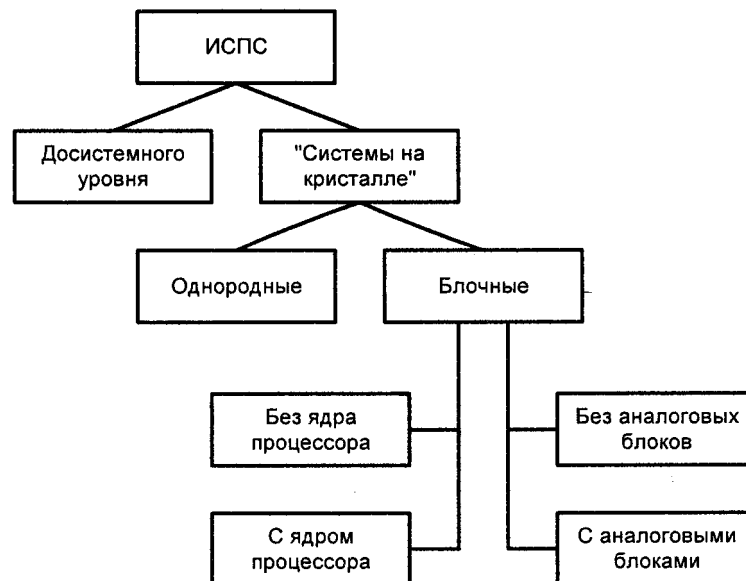 ИСПС
Досистемного
уровня
"Системы на
кристалле"
Однородные
Блочные
Без ядра
процессора
Без аналоговых
блоков
С ядром
процессора
С аналоговыми
блоками